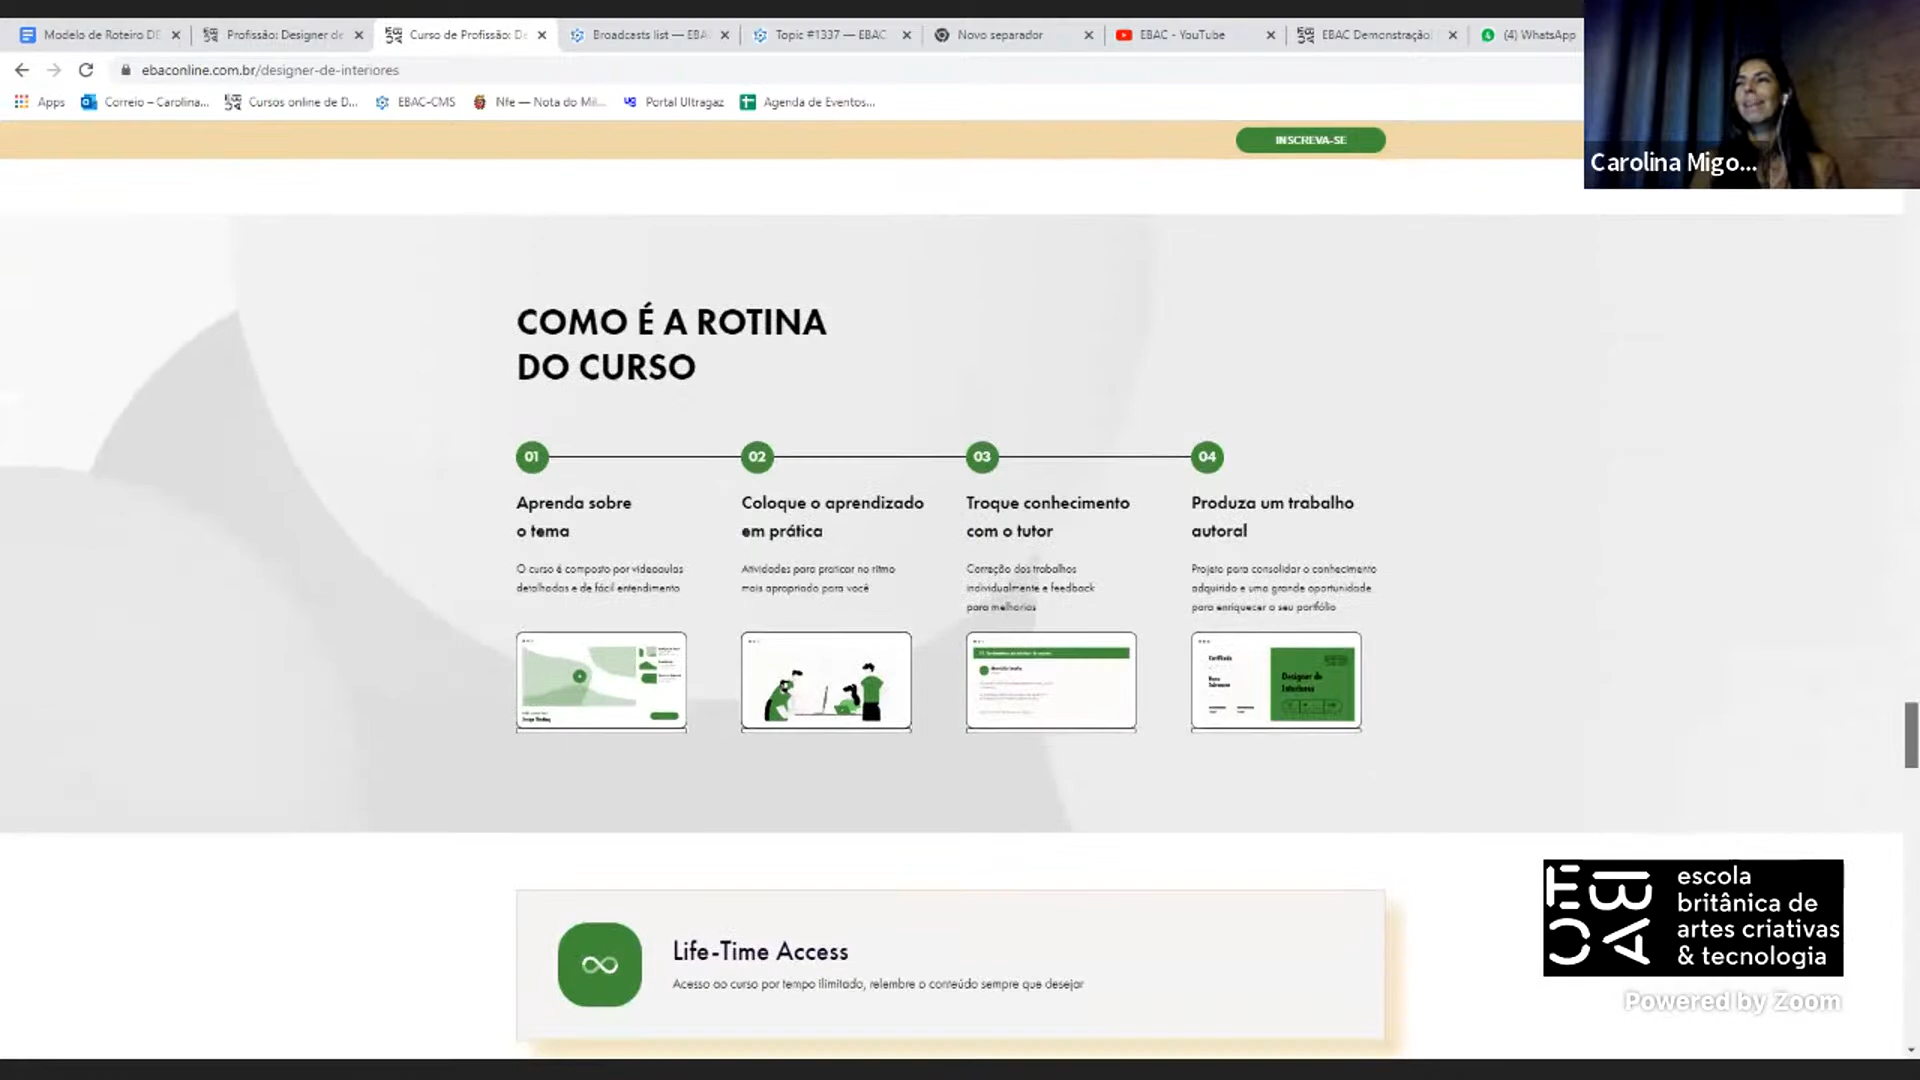 Modelo de Roteiro DE
Profissão: Designer de
Curso de Profissão: De
Broadcasts list — EBA
Topic #1337 — EBAC
Novo separador
EBAC - YouTube
EBAC Demonstração
(4) WhatsApp
ebaconline.com.br/designer-de-interiores
Apps
Correio – Carolina...
Cursos online de D...
EBAC-CMS
Nfe — Nota do Mil...
Portal Ultragaz
Agenda de Eventos...
INSCREVA-SE
Carolina Migo...
COMO É A ROTINA
DO CURSO
01
02
03
04
Aprenda sobre
o tema
O curso é composto por videoaulas
detalhadas e de fácil entendimento
Coloque o aprendizado
em prática
Atividades para praticar no ritmo
mais apropriado para você
Troque conhecimento
com o tutor
Correção dos trabalhos
individualmente e feedback
para melhorias
Produza um trabalho
autoral
Projeto para consolidar o conhecimento
adquirido e uma grande oportunidade
para enriquecer o seu portfólio
Designer de
Interiores
Life-Time Access
Acesso ao curso por tempo ilimitado, relembre o conteúdo sempre que desejar
EBAC
escola
britânica de
artes criativas
& tecnologia
Powered by Zoom